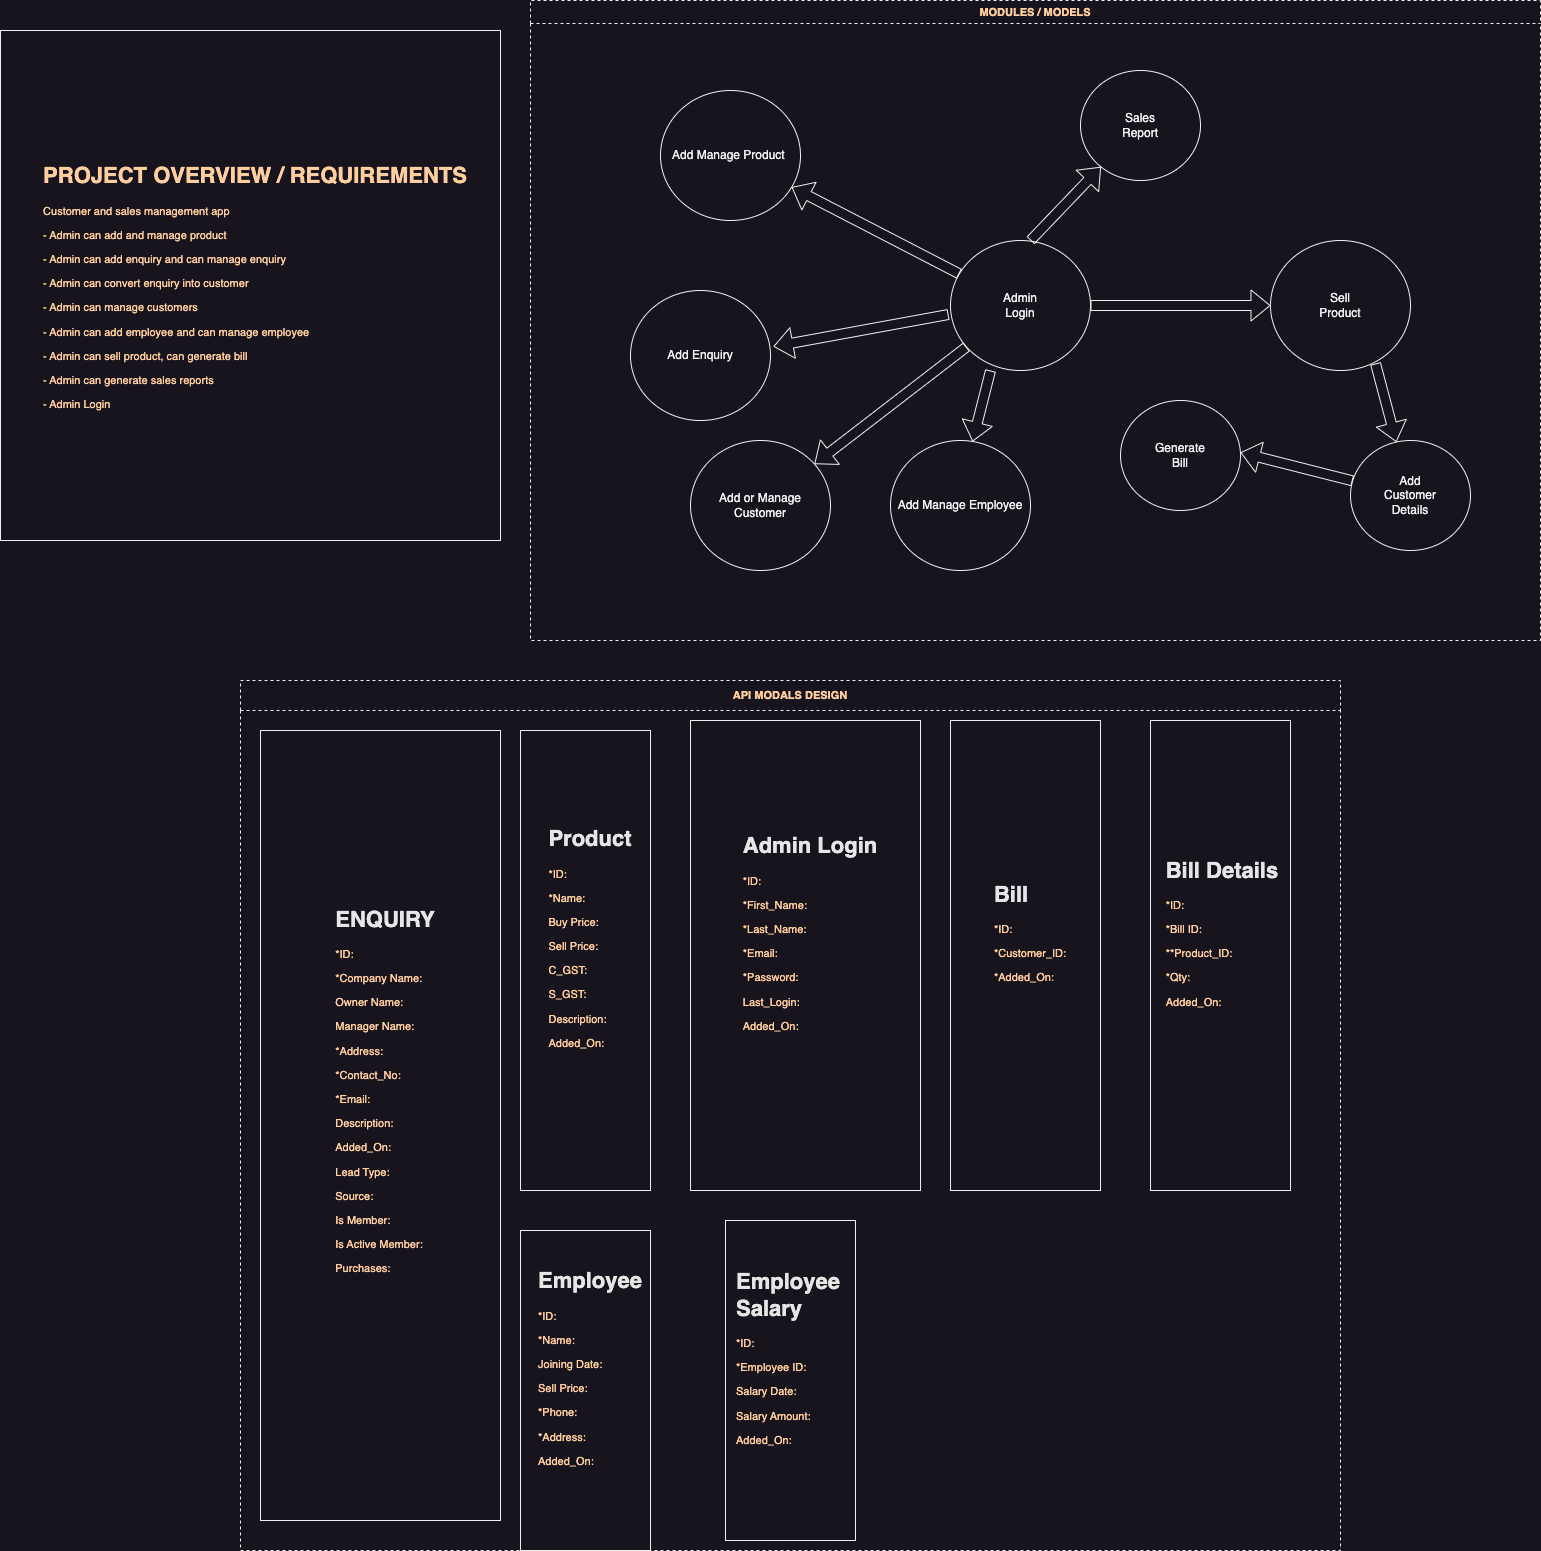 MODULES / MODELS
PROJECT OVERVIEW / REQUIREMENTS
Customer and sales management app
- Admin can add and manage product
- Admin can add enquiry and can manage enquiry
- Admin can convert enquiry into customer
- Admin can manage customers
- Admin can add employee and can manage employee
- Admin can sell product, can generate bill
- Admin can generate sales reports
- Admin Login
Add Manage Product
Sales
Report
Admin
Login
Sell
Product
Add Enquiry
Add or Manage
Customer
Add Manage Employee
Generate
Bill
Add
Customer
Details
API MODALS DESIGN
ENQUIRY
*ID:
*Company Name:
Owner Name:
Manager Name:
*Address:
*Contact_No:
*Email:
Description:
Added_On:
Lead Type:
Source:
Is Member:
Is Active Member:
Purchases:
Product
*ID:
*Name:
Buy Price:
Sell Price:
C_GST:
S_GST:
Description:
Added_On:
Admin Login
*ID:
*First_Name:
*Last_Name:
*Email:
*Password:
Last_Login:
Added_On:
Bill
*ID:
*Customer_ID:
*Added_On:
Bill Details
*ID:
*Bill ID:
**Product_ID:
*Qty:
Added_On:
Employee
*ID:
*Name:
Joining Date:
Sell Price:
*Phone:
*Address:
Added_On:
Employee
Salary
*ID:
*Employee ID:
Salary Date:
Salary Amount:
Added_On: